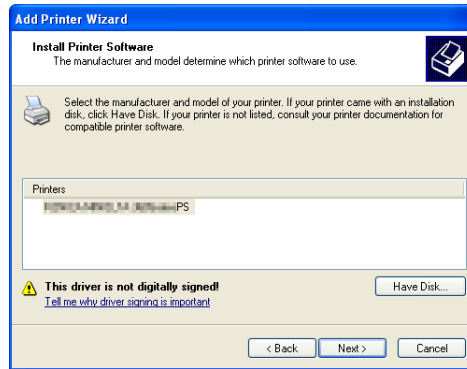 Add Printer Wizard
Install Printer Software
The manufacturer and model determine which printer software to use.
Select the manufacturer and model of your printer. If your printer came with an installation
disk, click Have Disk. If your printer is not listed, consult your printer documentation for
compatible printer software.
Printers
PS
This driver is not digitally signed!
Have Disk...
Tell me why driver signing is important
< Back
Next >
Cancel